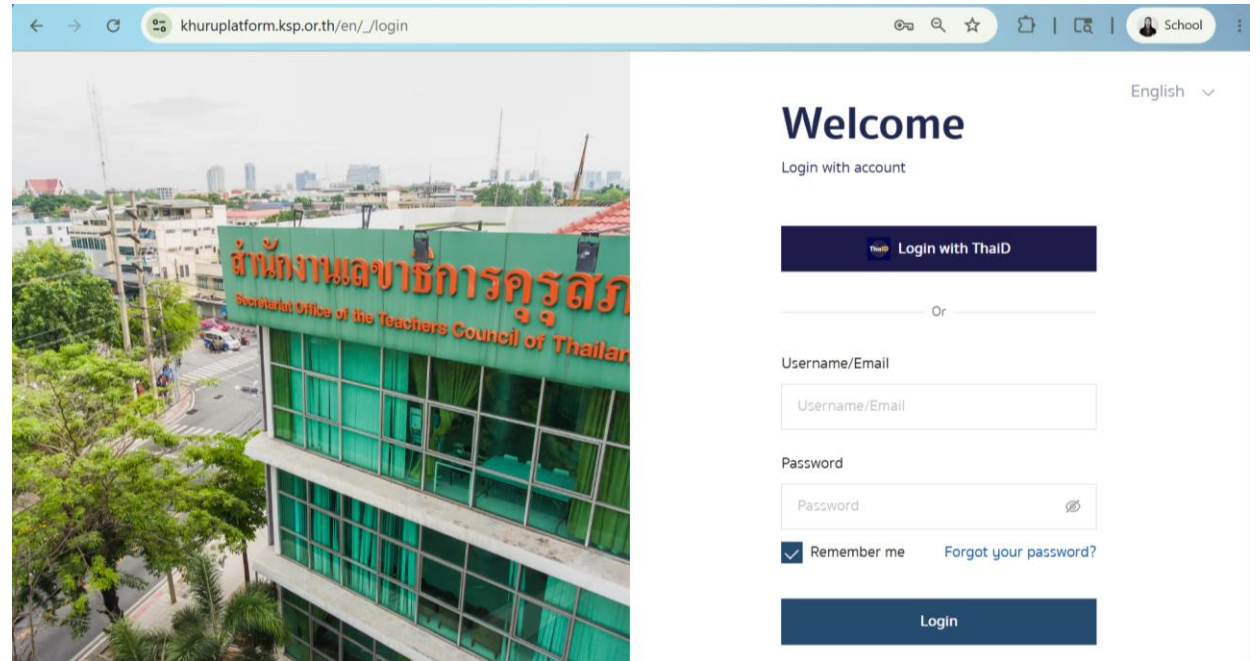 khuruplatform.ksp.or.th/en/_/login
School
English
Welcome
Login with account
ThaiD Login with ThaiD
Or
Username/Email
Username/Email
Password
Password
Remember me Forgot your password?
Login
สำนักงานเลขาธิการคุรุสภ
Secretariat Office of the Teachers Council of Thailan